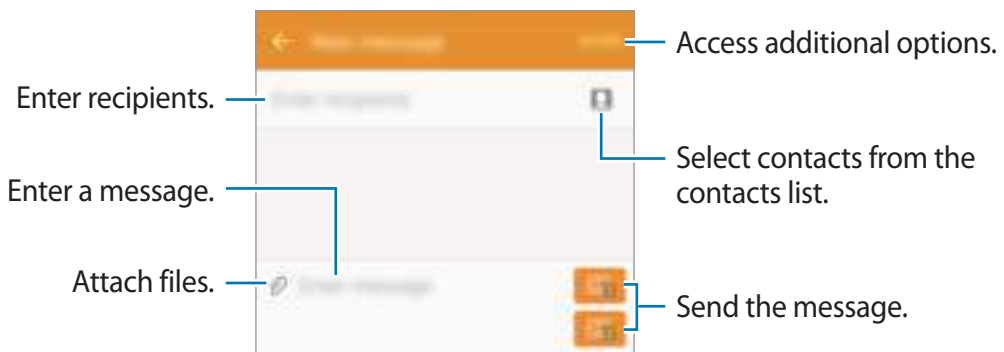 Access additional options.
Enter recipients.
Select contacts from the
contacts list.
Enter a message.
Attach files.
Send the message.